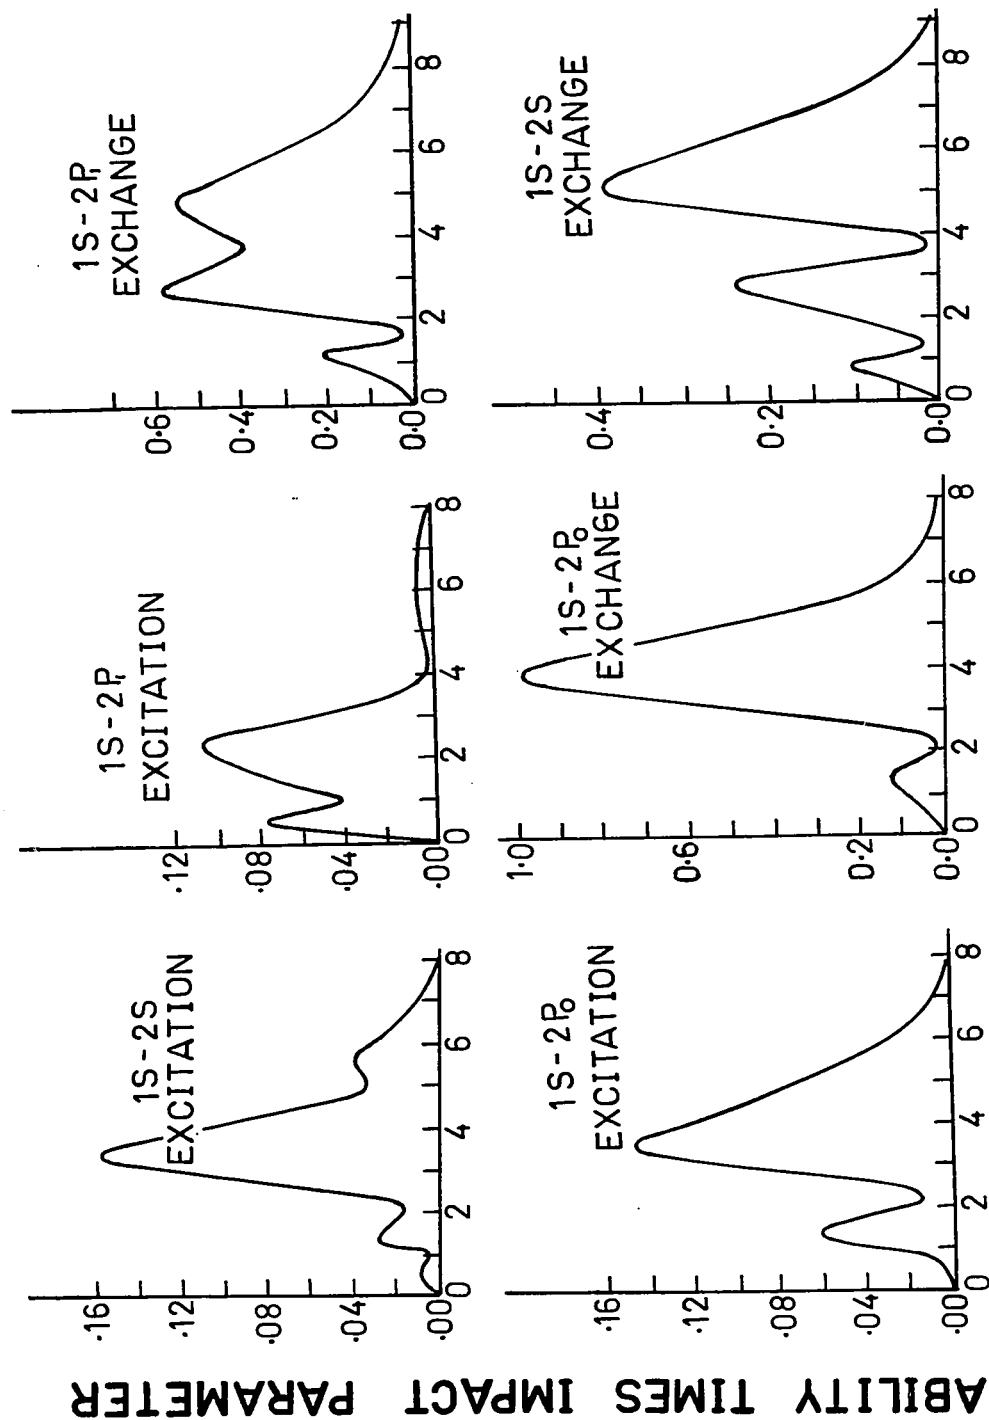 ABILITY TIMES IMPACT PARAMETER
1S-2S
EXCITATION
·16
·08
·04
·00
0 2 4 6 8
1S-2P₁
EXCITATION
·12
·08
·04
·00
0 2 4 6 8
1S-2P₁
EXCHANGE
0·6
0·4
0·2
0·0
0 2 4 6 8
1S-2P₀
EXCITATION
·16
·08
·04
·00
0 2 4 6 8
1S-2P₀
EXCHANGE
1·0
0·6
0·2
0·0
0 2 4 6 8
1S-2S
EXCHANGE
0·4
0·2
0·0
0 2 4 6 8